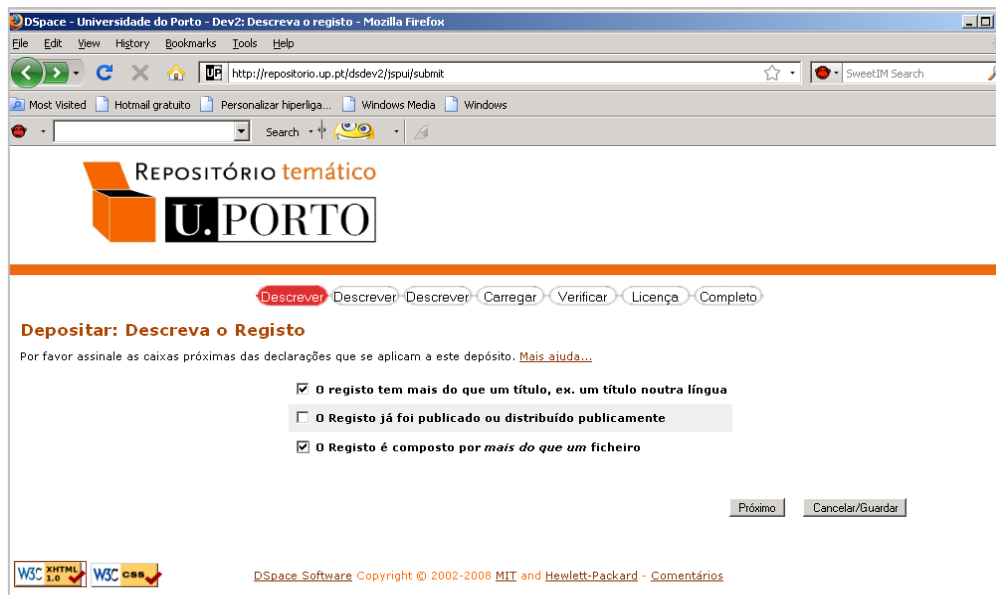 DSpace - Universidade do Porto - Dev2: Descreva o registo - Mozilla Firefox
File Edit View History Bookmarks Tools Help
UP http://repositorio.up.pt/dsdev2/jspui/submit SweetIM Search
Most Visited Hotmail gratuito Personalizar hiperliga... Windows Media Windows
Search
REPOSITÓRIO temático
U. PORTO
Descrever Descrever Descrever Carregar Verificar Licença Completo
Depositar: Descreva o Registo
Por favor assinale as caixas próximas das declarações que se aplicam a este depósito. Mais ajuda...
O registo tem mais do que um título, ex. um título noutra língua
O Registo já foi publicado ou distribuído publicamente
O Registo é composto por mais do que um ficheiro
Próximo Cancelar/Guardar
W3C XHTML 1.0 W3C css DSpace Software Copyright © 2002-2008 MIT and Hewlett-Packard - Comentários